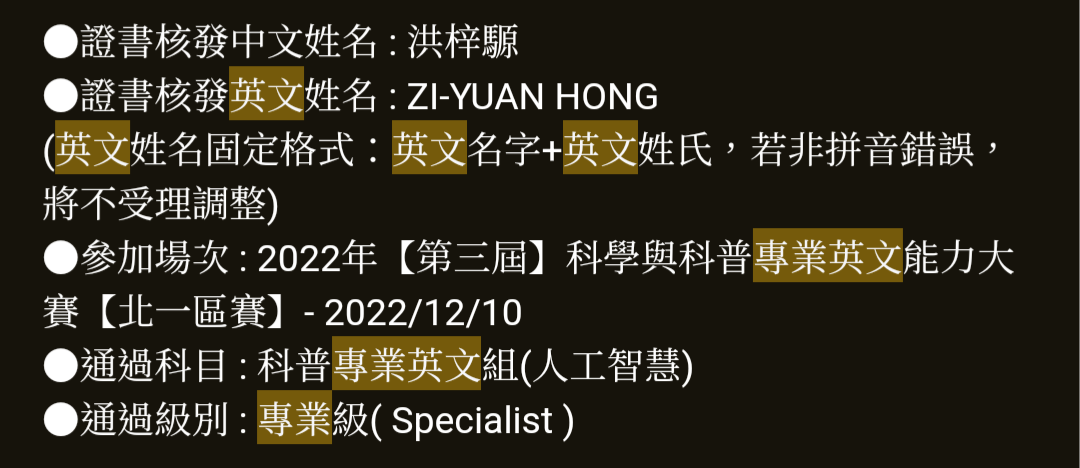 ●證書核發中文姓名 : 洪梓騵
●證書核發英文姓名 : ZI-YUAN HONG
(英文姓名固定格式：英文名字+英文姓氏，若非拼音錯誤，
將不受理調整)
●參加場次 : 2022年【第三屆】科學與科普專業英文能力大
賽【北一區賽】- 2022/12/10
●通過科目 : 科普專業英文組(人工智慧)
●通過級別 : 專業級( Specialist )